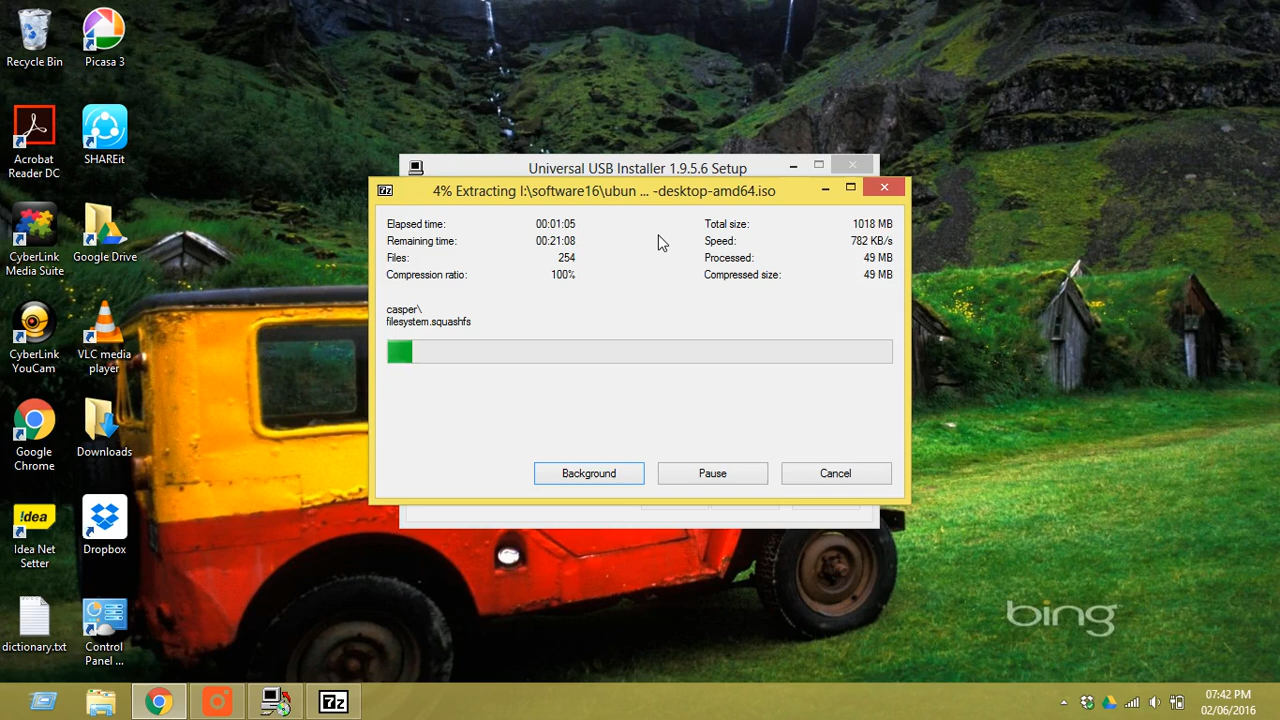 Recycle Bin
Picasa 3
Acrobat
Reader DC
SHAREit
CyberLink
Media Suite
Google Drive
CyberLink
YouCam
VLC media
player
Google
Chrome
Downloads
!dea
Idea Net
Setter
Dropbox
dictionary.txt
Control
Panel ...
Universal USB Installer 1.9.5.6 Setup
7z
4% Extracting I:\software16\ubun ... -desktop-amd64.iso
Elapsed time: 00:01:05 Total size: 1018 MB
Remaining time: 00:21:08 Speed: 782 KB/s
Files: 254 Processed: 49 MB
Compression ratio: 100% Compressed size: 49 MB
casper\
filesystem.squashfs
Background Pause Cancel
bing
7z
07:42 PM
02/06/2016